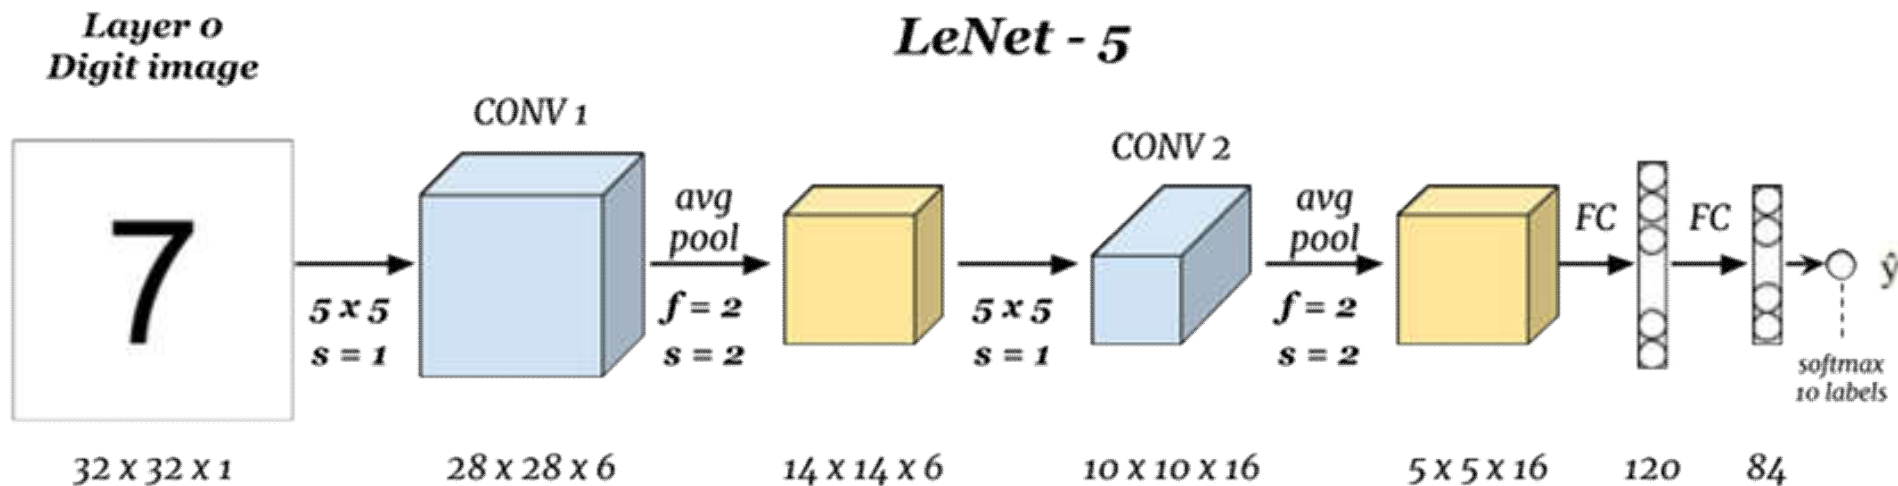 Layer 0
Digit image
LeNet - 5
CONV 1
CONV 2
7
avg
pool
avg
pool
FC
FC
ŷ
5 x 5
s = 1
f = 2
s = 2
5 x 5
s = 1
f = 2
s = 2
softmax
10 labels
32 x 32 x 1
28 x 28 x 6
14 x 14 x 6
10 x 10 x 16
5 x 5 x 16
120
84